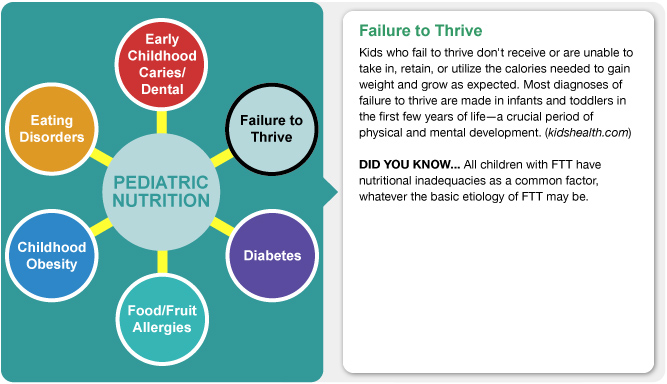 Early
Childhood
Caries/
Dental
Eating
Disorders
Failure to
Thrive
PEDIATRIC
NUTRITION
Childhood
Obesity
Diabetes
Food/Fruit
Allergies
Failure to Thrive
Kids who fail to thrive don't receive or are unable to
take in, retain, or utilize the calories needed to gain
weight and grow as expected. Most diagnoses of
failure to thrive are made in infants and toddlers in
the first few years of life—a crucial period of
physical and mental development. (kidshealth.com)
DID YOU KNOW... All children with FTT have
nutritional inadequacies as a common factor,
whatever the basic etiology of FTT may be.